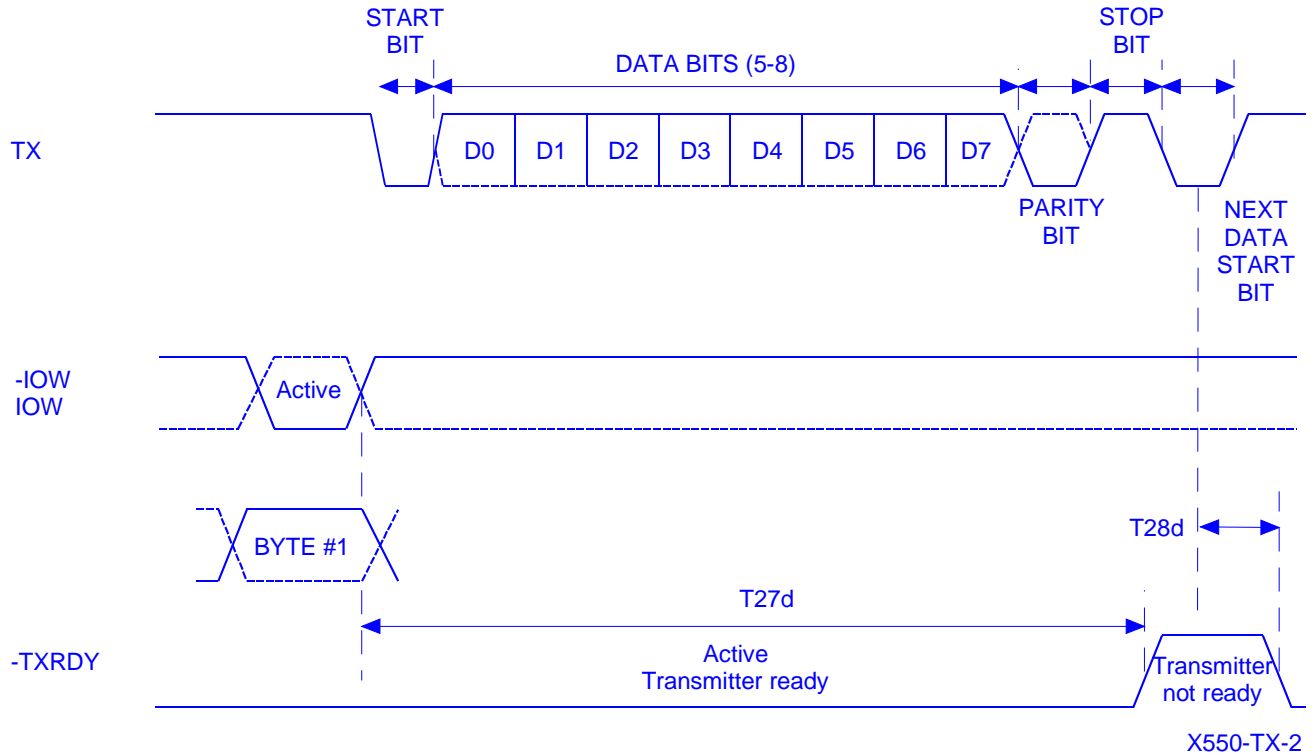 START
BIT
STOP
BIT
DATA BITS (5-8)
TX
D0 D1 D2 D3 D4 D5 D6 D7
PARITY
BIT
NEXT
DATA
START
BIT
-IOW
IOW
Active
BYTE #1
T28d
T27d
-TXRDY
Active
Transmitter ready
Transmitter
not ready
X550-TX-2